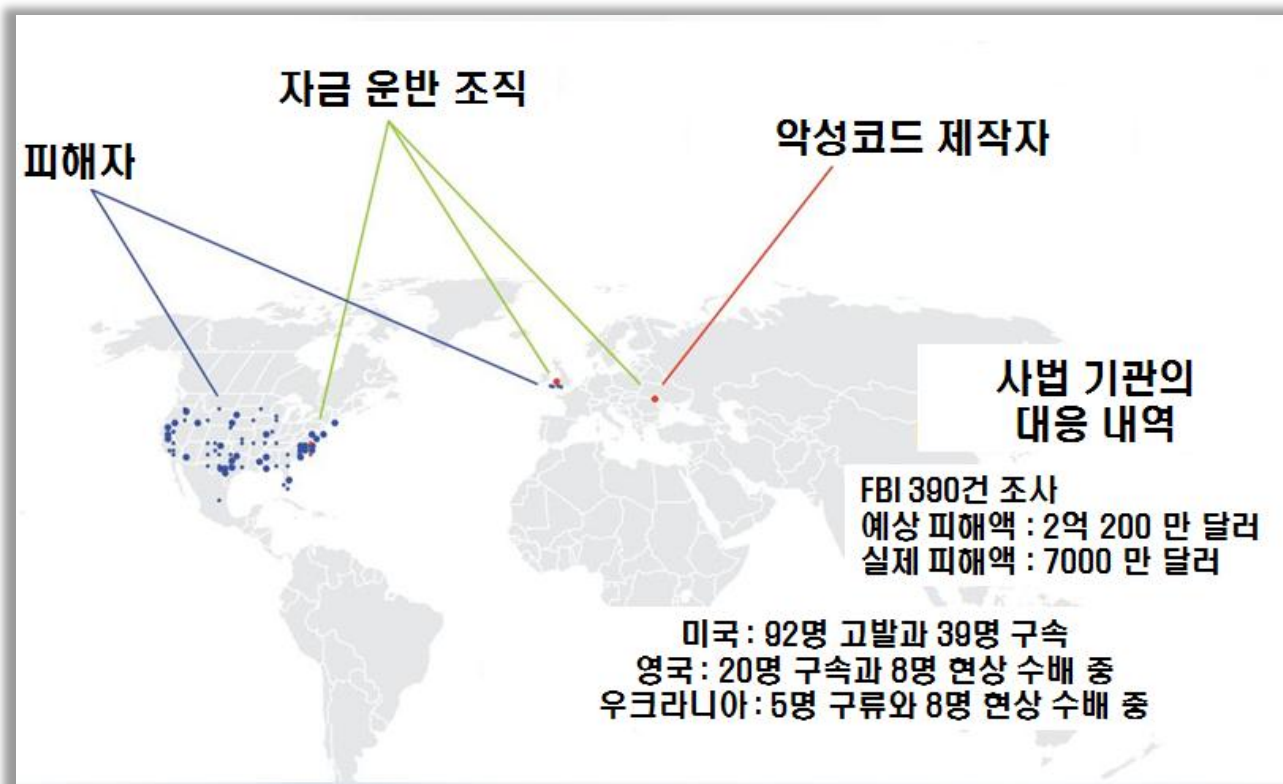 자금 운반 조직
악성코드 제작자
피해자
사법 기관의
대응 내역
FBI 390건 조사
예상 피해액 : 2억 200 만 달러
실제 피해액 : 7000 만 달러
미국 : 92명 고발과 39명 구속
영국 : 20명 구속과 8명 현상 수배 중
우크라니아 : 5명 구류와 8명 현상 수배 중